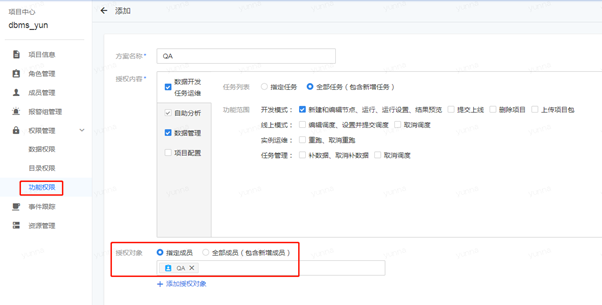 项目中心
dbms_yun
项目信息
角色管理
成员管理
报警组管理
权限管理
数据权限
目录权限
功能权限
事件跟踪
资源管理
← 添加
方案名称* QA
授权内容*
数据开发
任务运维
自助分析
数据管理
项目配置
任务列表 指定任务 全部任务（包含新增任务）
功能范围 开发模式： 新建和编辑节点、运行、运行设置、结果预览 提交上线 删除项目 上传项目包
线上模式： 编辑调度、设置并提交调度 取消调度
实例运维： 重跑、取消重跑
任务管理： 补数据、取消补数据 取消调度
授权对象 指定成员 全部成员（包含新增成员）
QA ×
+ 添加授权对象